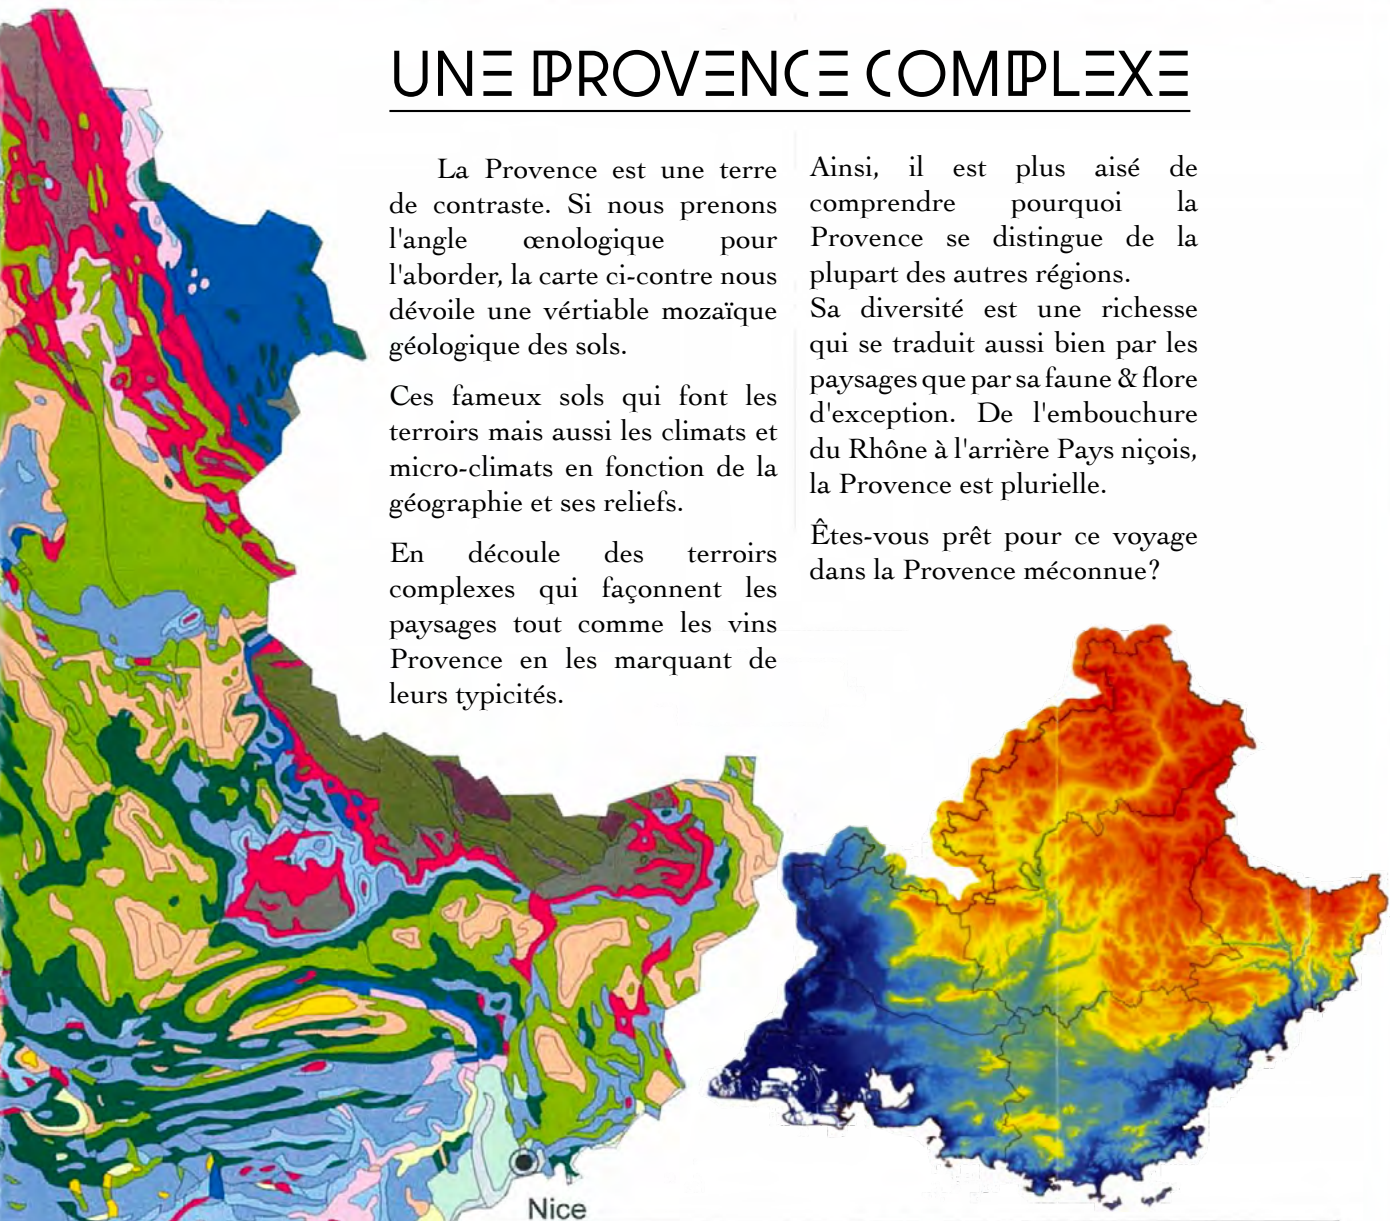 UNE PROVENCE COMPLEXE
La Provence est une terre
de contraste. Si nous prenons
l'angle œnologique pour
l'aborder, la carte ci-contre nous
dévoile une vértiable mozaïque
géologique des sols.
Ces fameux sols qui font les
terroirs mais aussi les climats et
micro-climats en fonction de la
géographie et ses reliefs.
En découle des terroirs
complexes qui façonnent les
paysages tout comme les vins
Provence en les marquant de
leurs typicités.
Ainsi, il est plus aisé de
comprendre pourquoi la
Provence se distingue de la
plupart des autres régions.
Sa diversité est une richesse
qui se traduit aussi bien par les
paysages que par sa faune & flore
d'exception. De l'embouchure
du Rhône à l'arrière Pays niçois,
la Provence est plurielle.
Êtes-vous prêt pour ce voyage
dans la Provence méconnue?
Nice